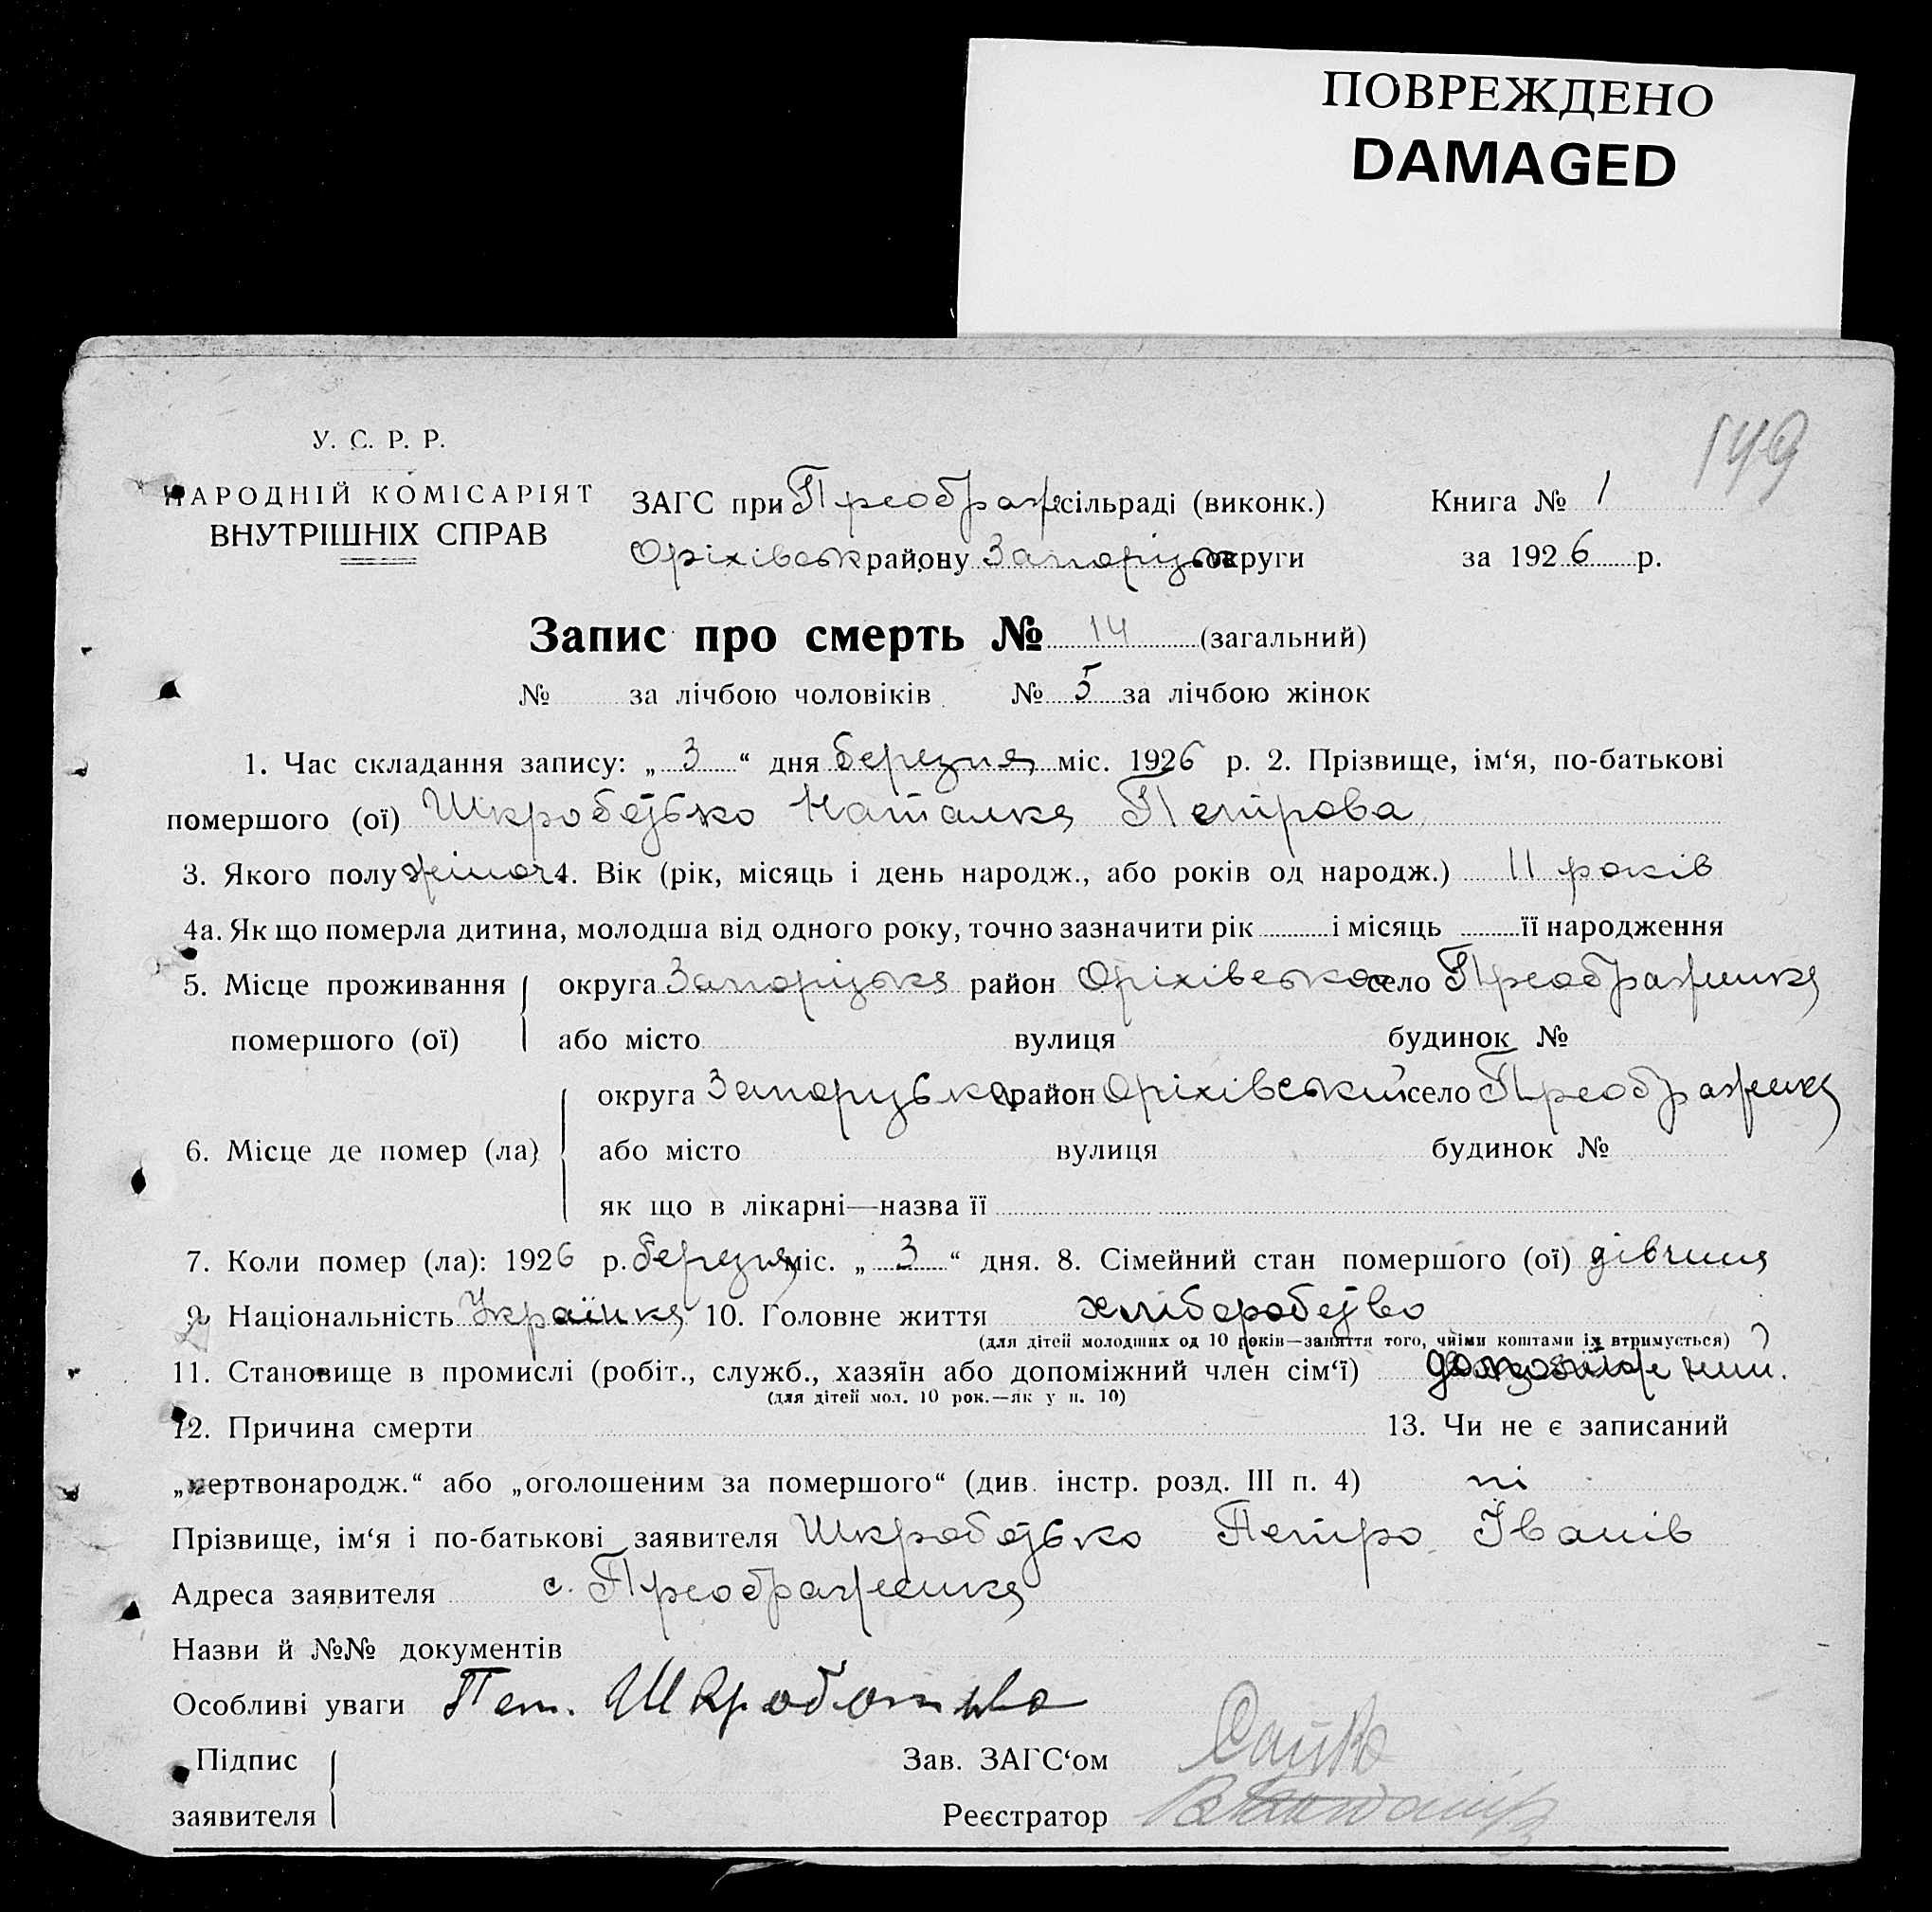 ПОВРЕЖДЕНО
DAMAGED
149
У. С. Р. Р.
НАРОДНІЙ КОМІСАРІЯТ
ВНУТРІШНІХ СПРАВ
ЗАГС при Преображ сільраді (виконк.) Книга № 1
Оріхівськ району Запоріцьк округи за 1926 р.
Запис про смерть № 14 (загальний)
№ за лічбою чоловіків № 5 за лічбою жінок
1. Час складання запису: „ 3 “ дня березня міс. 1926 р. 2. Прізвище, ім‘я, по-батькові
помершого (ої) Шкроботько Наталка Петрова
3. Якого полу жіноч 4. Вік (рік, місяць і день народж., або років од народж.) 11 років
4а. Як що померла дитина, молодша від одного року, точно зазначити рік і місяць її народження
5. Місце проживання округа Запоріцька район Оріхівська село Преображенка
помершого (ої) або місто вулиця будинок №
округа Запоруцька район Оріхівський село Преображенка
6. Місце де помер (ла) або місто вулиця будинок №
як що в лікарні—назва її
7. Коли помер (ла): 1926 р. березня міс. „ 3 “ дня. 8. Сімейний стан помершого (ої) дівчина
9. Національність Українка 10. Головне життя хліборобство
(для дітей молодших од 10 років—заняття того, чиїми коштами їх втримується)
11. Становище в промислі (робіт., служб., хазяїн або допоміжний член сім‘ї)
(для дітей мол. 10 рок.—як у п. 10)
12. Причина смерти 13. Чи не є записаний
„мертвонародж.“ або „оголошеним за помершого“ (див. інстр. розд. III п. 4) ні
Прізвище, ім‘я і по-батькові заявителя Шкроботько Петро Іванів
Адреса заявителя с. Преображенка
Назви й №№ документів
Особливі уваги Пет. Шкроботько
Підпис Зав. ЗАГС‘ом
заявителя Реєстратор